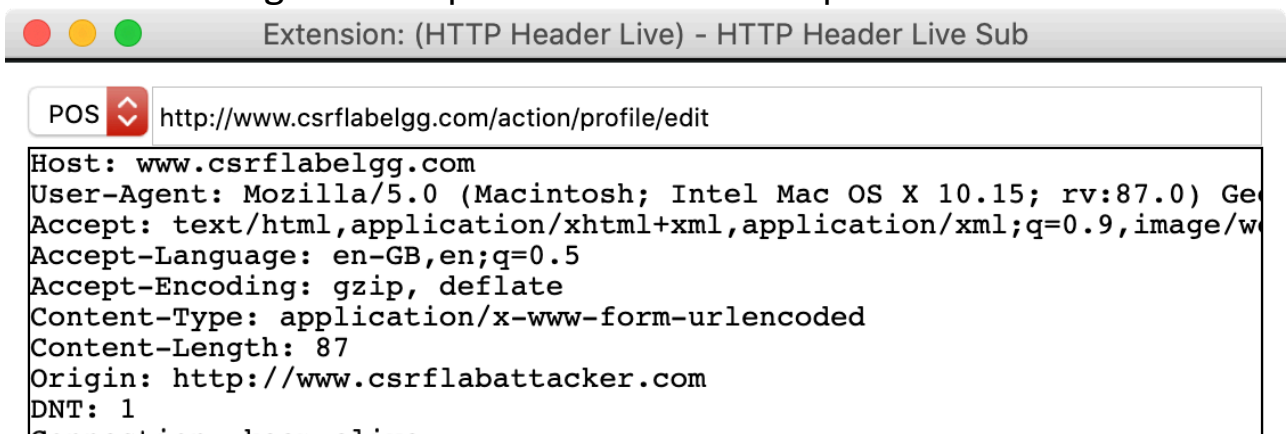 Extension: (HTTP Header Live) - HTTP Header Live Sub
POS http://www.csrflabelgg.com/action/profile/edit
Host: www.csrflabelgg.com
User-Agent: Mozilla/5.0 (Macintosh; Intel Mac OS X 10.15; rv:87.0)
Accept: text/html,application/xhtml+xml,application/xml;q=0.9,
Accept-Language: en-GB,en;q=0.5
Accept-Encoding: gzip, deflate
Content-Type: application/x-www-form-urlencoded
Content-Length: 87
Origin: http://www.csrflabattacker.com
DNT: 1